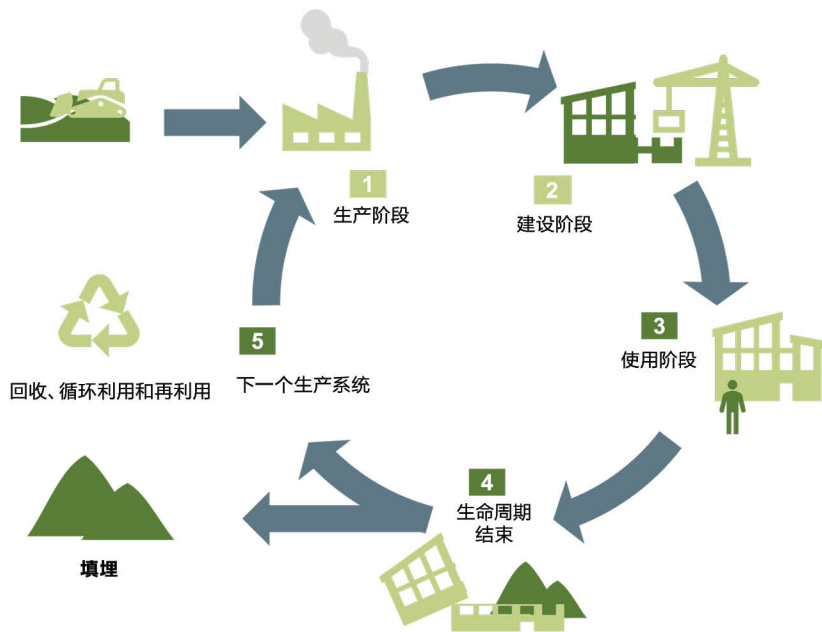 1
生产阶段
2
建设阶段
3
使用阶段
4
生命周期
结束
5
下一个生产系统
回收、循环利用和再利用
填埋